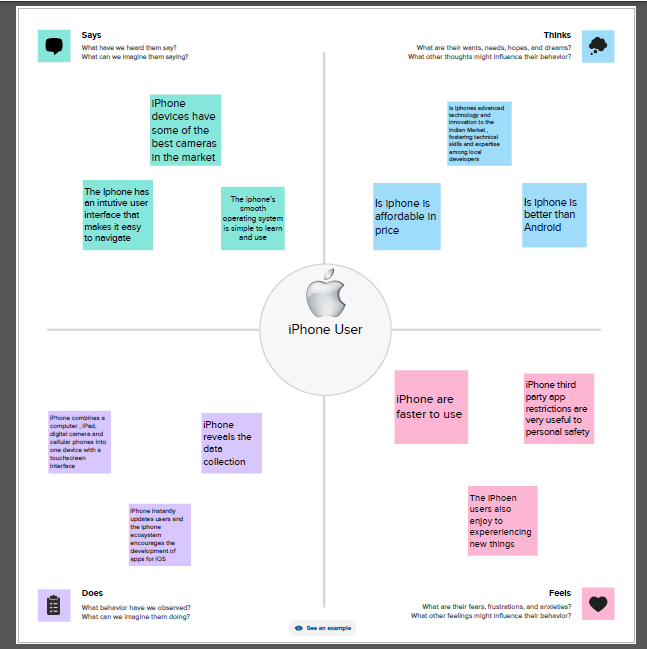 Says
What have we heard them say?
What can we imagine them saying?
Thinks
What are their wants, needs, hopes, and dreams?
What other thoughts might influence their behavior?
iPhone
devices have
some of the
best cameras
in the market
The Iphone has
an intutive user
interface that
makes it easy
to navigate
The iphone's
smooth
operating system
is simple to learn
and use
Is iphones advanced
technology and
innovation to the
Indian Market ,
fostering technical
skills and expertise
among local
developers
Is iphone is
affordable in
price
Is iphone is
better than
Android
iPhone User
iPhone combines a
computer , iPad,
digital camera and
cellular phones into
one device with a
touchscreen
interface
iPhone
reveals the
data
collection
iPhone instantly
updates users and
the iphone
ecosystem
encourages the
development of
apps for iOS
iPhone are
faster to use
iPhone third
party app
restrictions are
very useful to
personal safety
The iPhoen
users also
enjoy to
expereriencing
new things
Does
What behavior have we observed?
What can we imagine them doing?
See an example
Feels
What are their fears, frustrations, and anxieties?
What other feelings might influence their behavior?